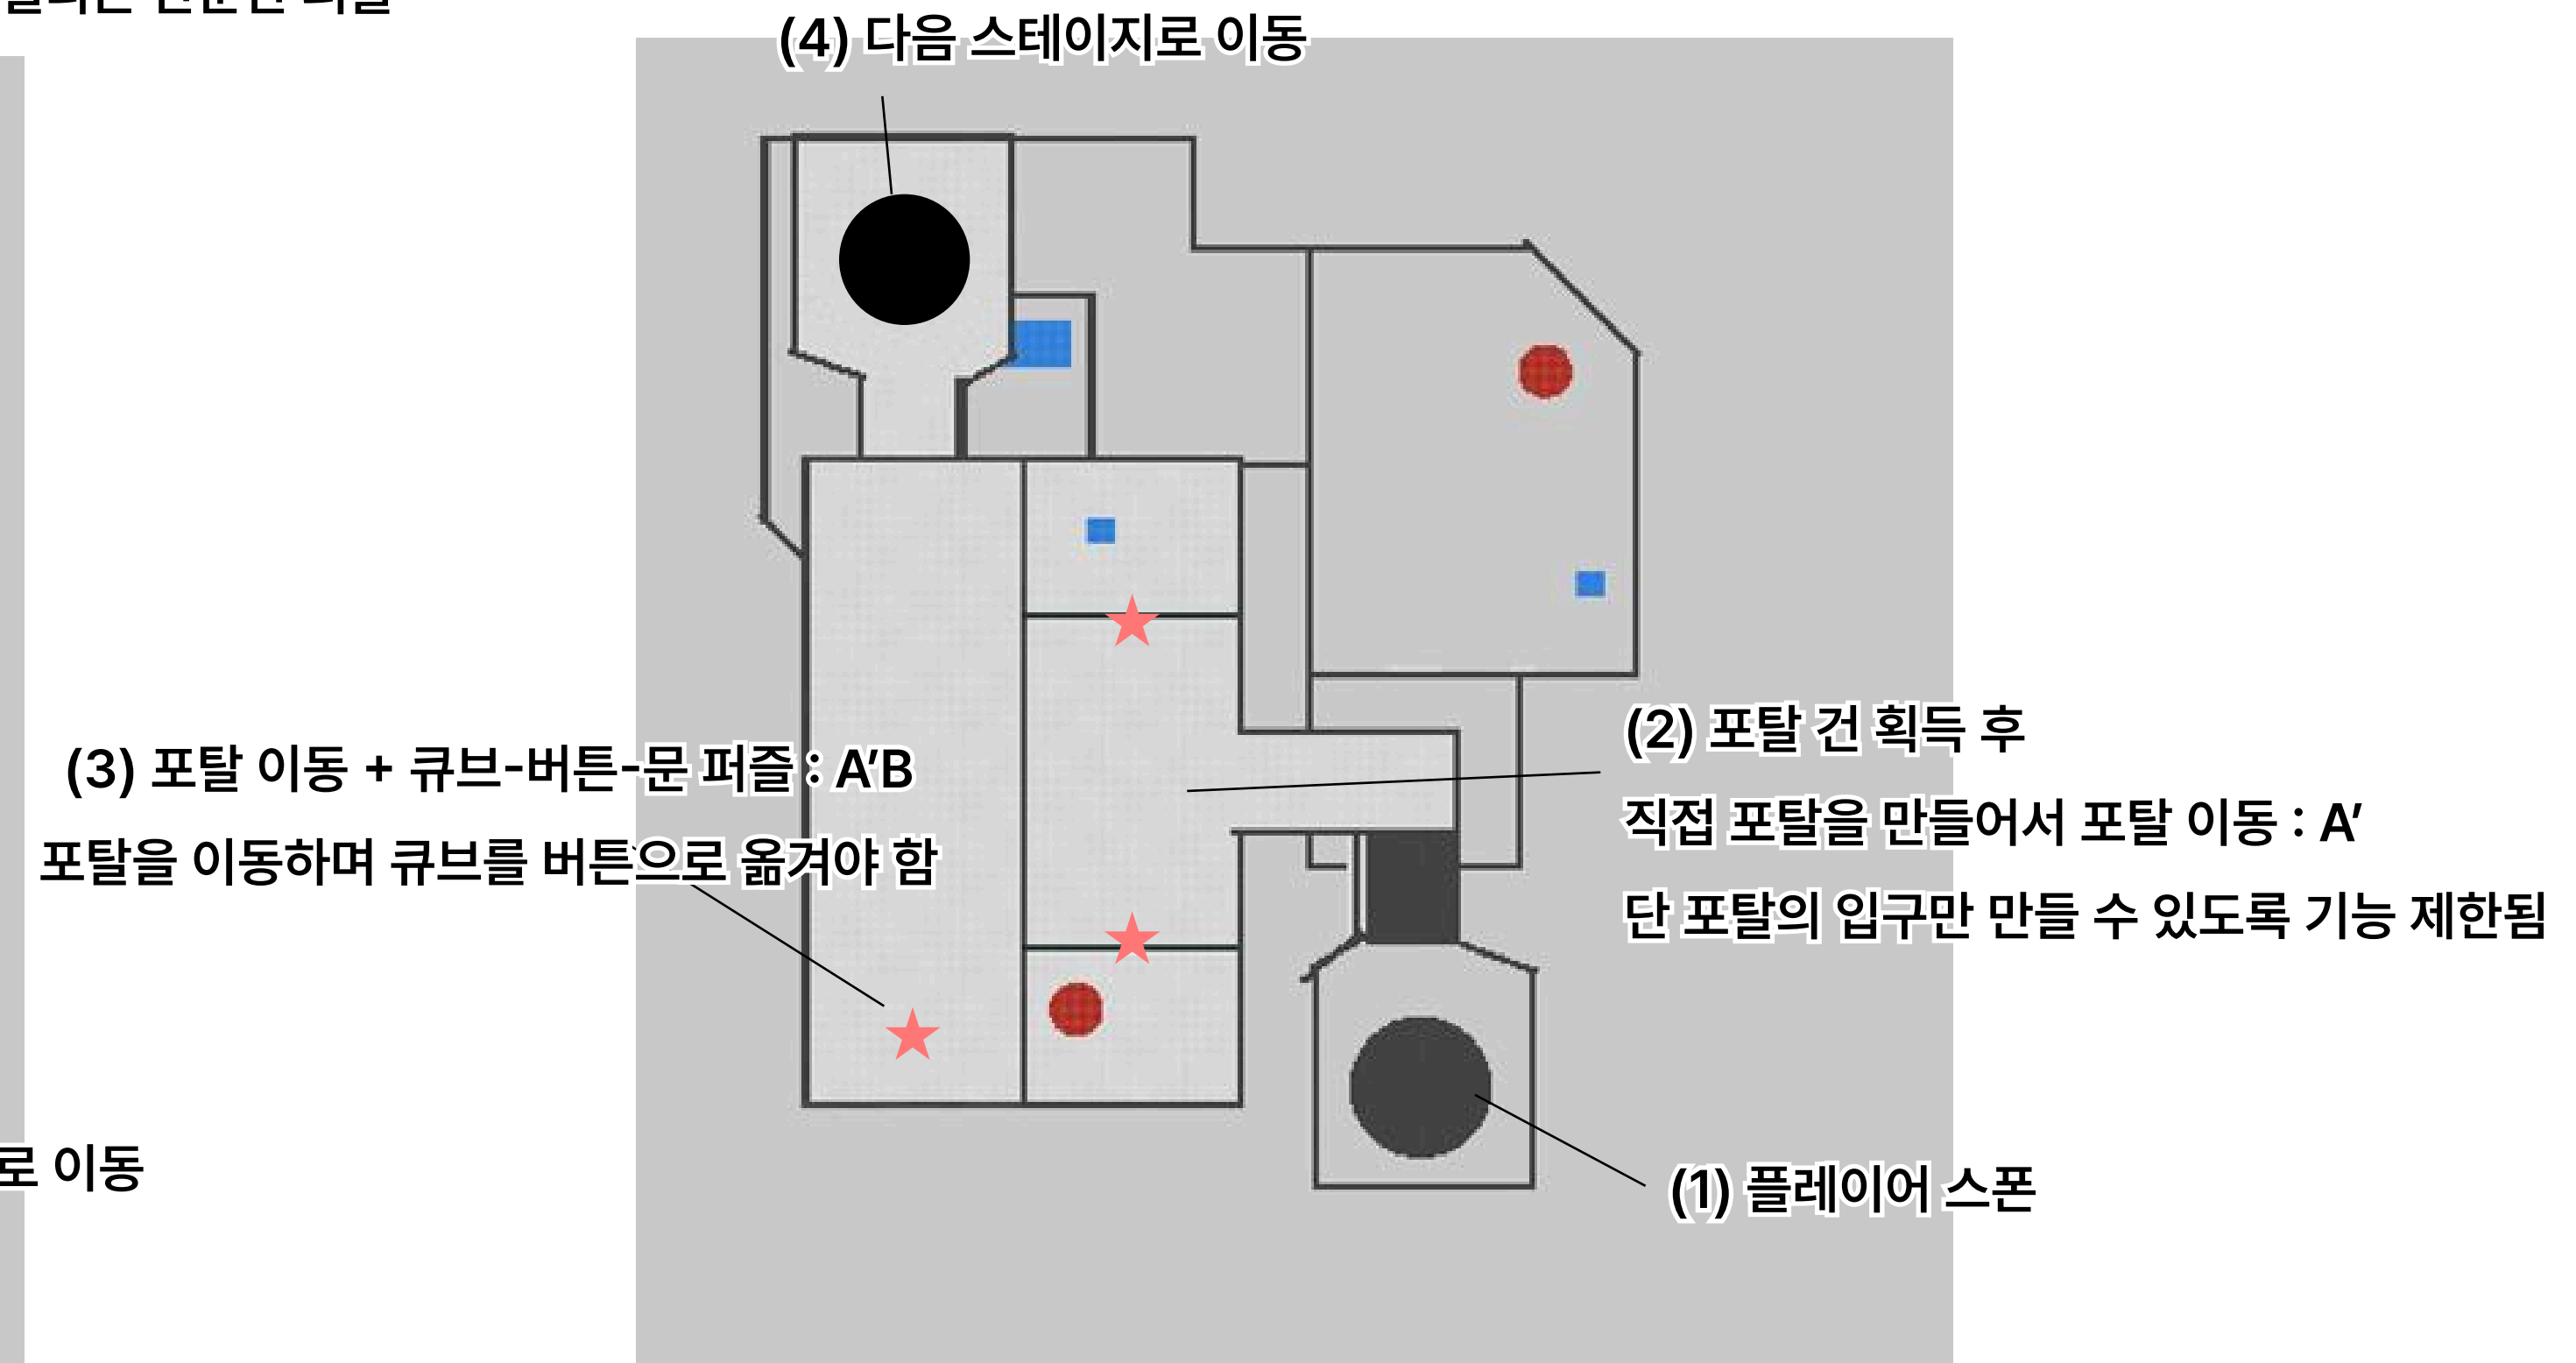 (4) 다음 스테이지로 이동
(2) 포탈 건 획득 후
직접 포탈을 만들어서 포탈 이동 : A'
단 포탈의 입구만 만들 수 있도록 기능 제한됨
(3) 포탈 이동 + 큐브-버튼-문 퍼즐 : A'B
포탈을 이동하며 큐브를 버튼으로 옮겨야 함
로 이동
(1) 플레이어 스폰